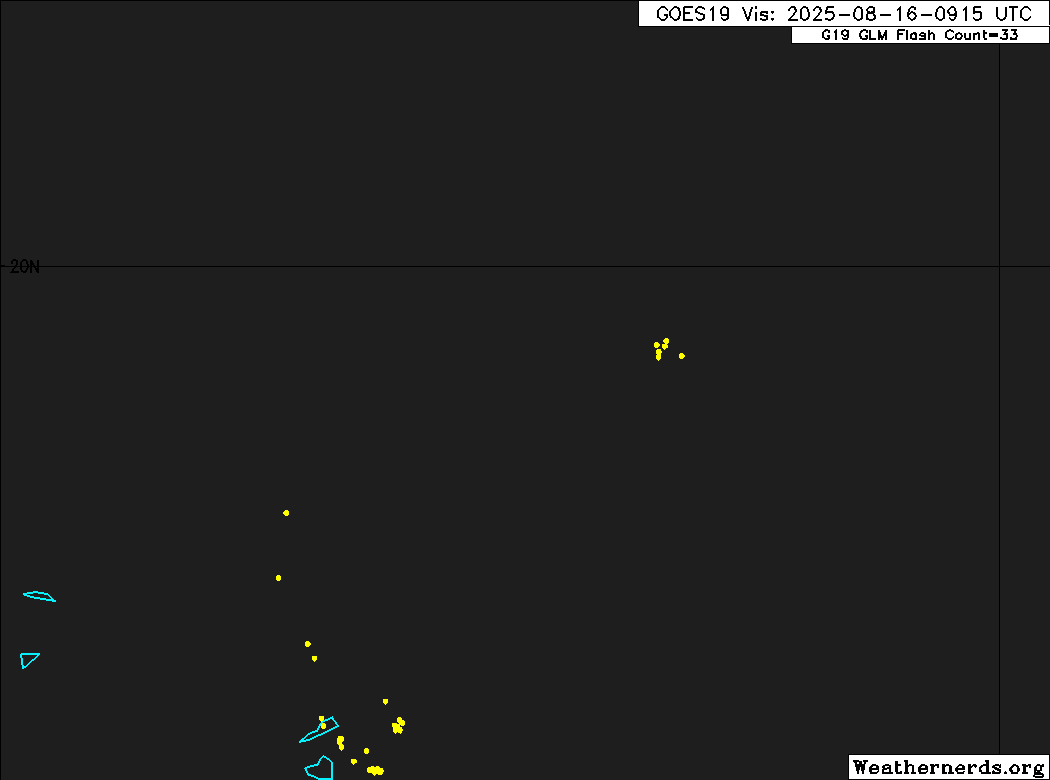 GOES19 Vis: 2025-08-16-0915 UTC
G19 GLM Flash Count=33
20N
Weathernerds.org